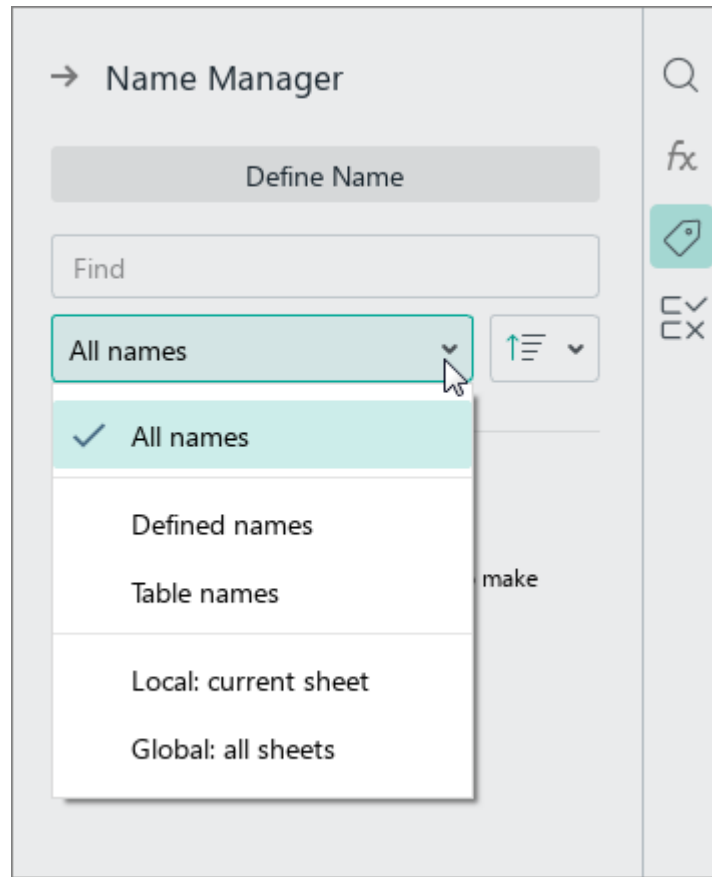 Name Manager
Define Name
Find
All names
All names
Defined names
make
Table names
Local: current sheet
Global: all sheets
fx